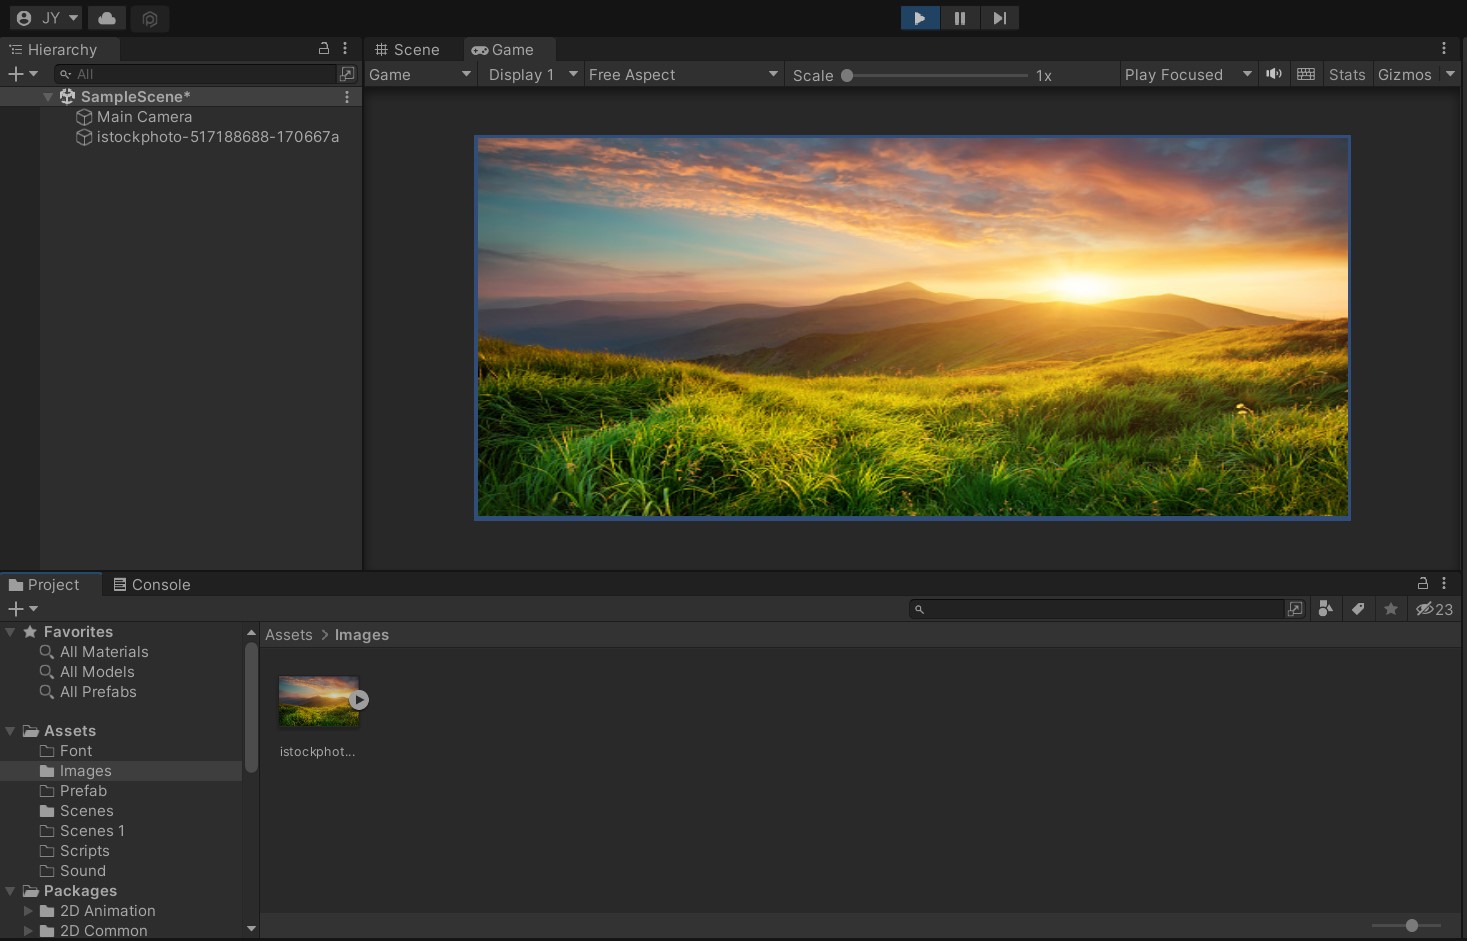 JY
Hierarchy
Scene
Game
All
Game
Display 1
Free Aspect
Scale
1x
Play Focused
Stats
Gizmos
SampleScene*
Main Camera
istockphoto-517188688-170667a
Project
Console
23
Favorites
All Materials
All Models
All Prefabs
Assets
Font
Images
Prefab
Scenes
Scenes 1
Scripts
Sound
Packages
2D Animation
2D Common
Assets > Images
istockphot...